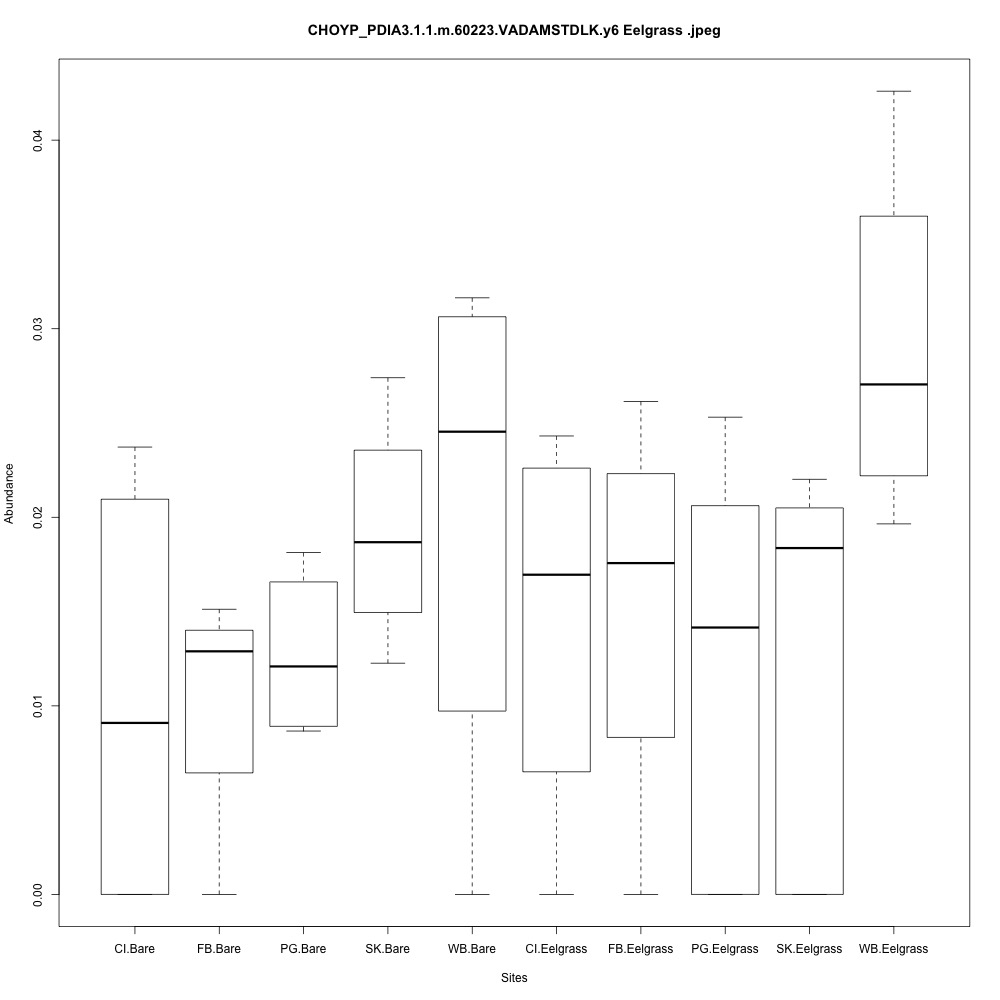 CHOYP_PDIA3.1.1.m.60223.VADAMSTDLK.y6 Eelgrass .jpeg
Abundance
0.04
0.03
0.02
0.01
0.00
CI.Bare FB.Bare PG.Bare SK.Bare WB.Bare CI.Eelgrass FB.Eelgrass PG.Eelgrass SK.Eelgrass WB.Eelgrass
Sites